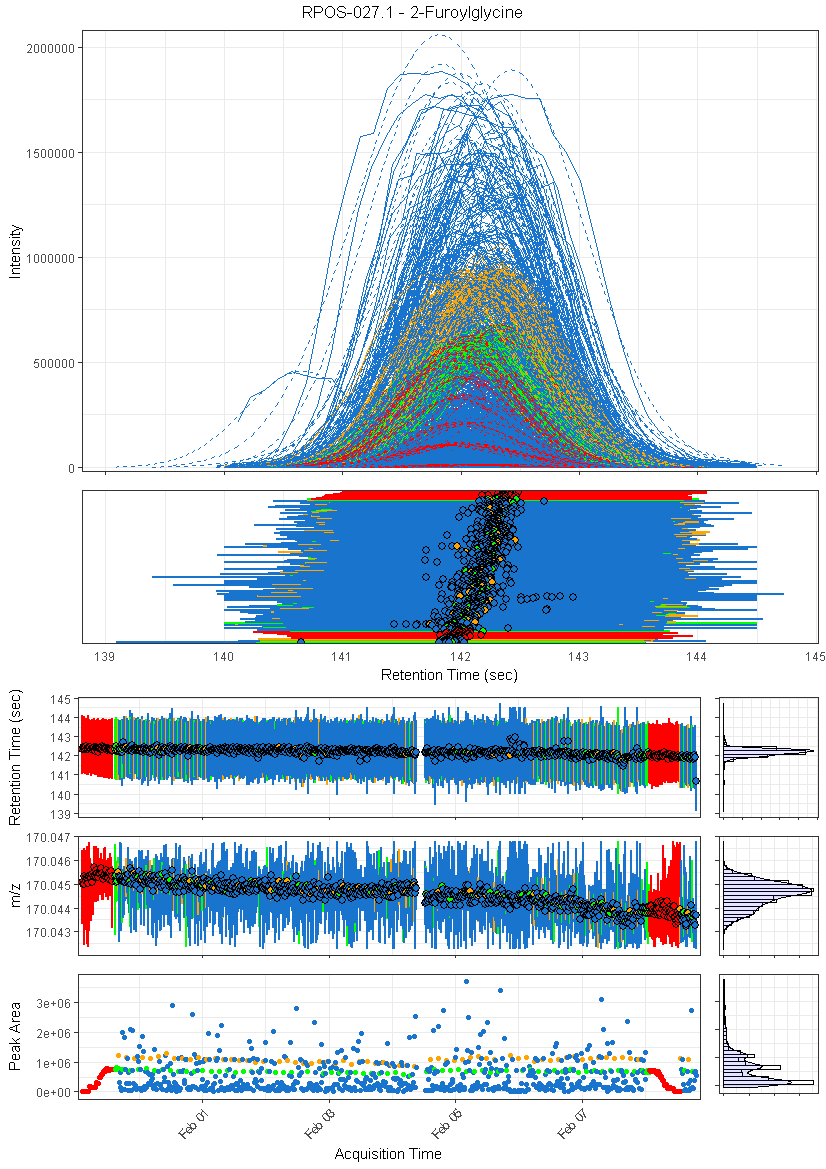 RPOS-027.1 - 2-Furoylglycine
Intensity
2000000
1500000
1000000
500000
0
139 140 141 142 143 144 145
Retention Time (sec)
Retention Time (sec)
145
144
143
142
141
140
139
m/z
170.047
170.046
170.045
170.044
170.043
Peak Area
3e+06
2e+06
1e+06
0e+00
Feb 01 Feb 03 Feb 05 Feb 07
Acquisition Time